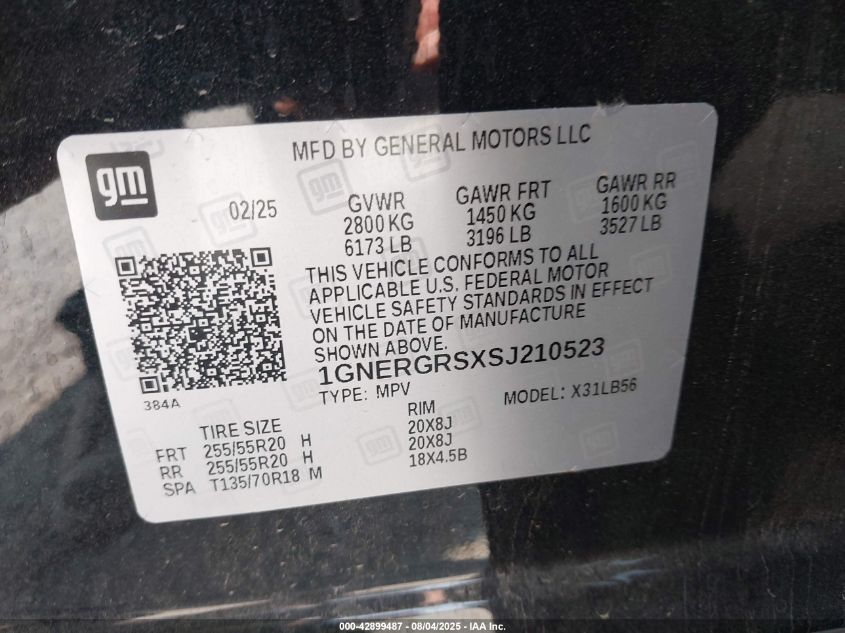 MFD BY GENERAL MOTORS LLC
gm
02/25
GVWR
2800 KG
6173 LB
GAWR FRT
1450 KG
3196 LB
GAWR RR
1600 KG
3527 LB
THIS VEHICLE CONFORMS TO ALL
APPLICABLE U.S. FEDERAL MOTOR
VEHICLE SAFETY STANDARDS IN EFFECT
ON THE DATE OF MANUFACTURE
SHOWN ABOVE.
1GNERGRSXSJ210523
TYPE: MPV
MODEL: X31LB56
384A
TIRE SIZE
RIM
FRT 255/55R20 H 20X8J
RR 255/55R20 H 20X8J
SPA T135/70R18 M 18X4.5B
000-42899487 - 08/04/2025 - IAA Inc.